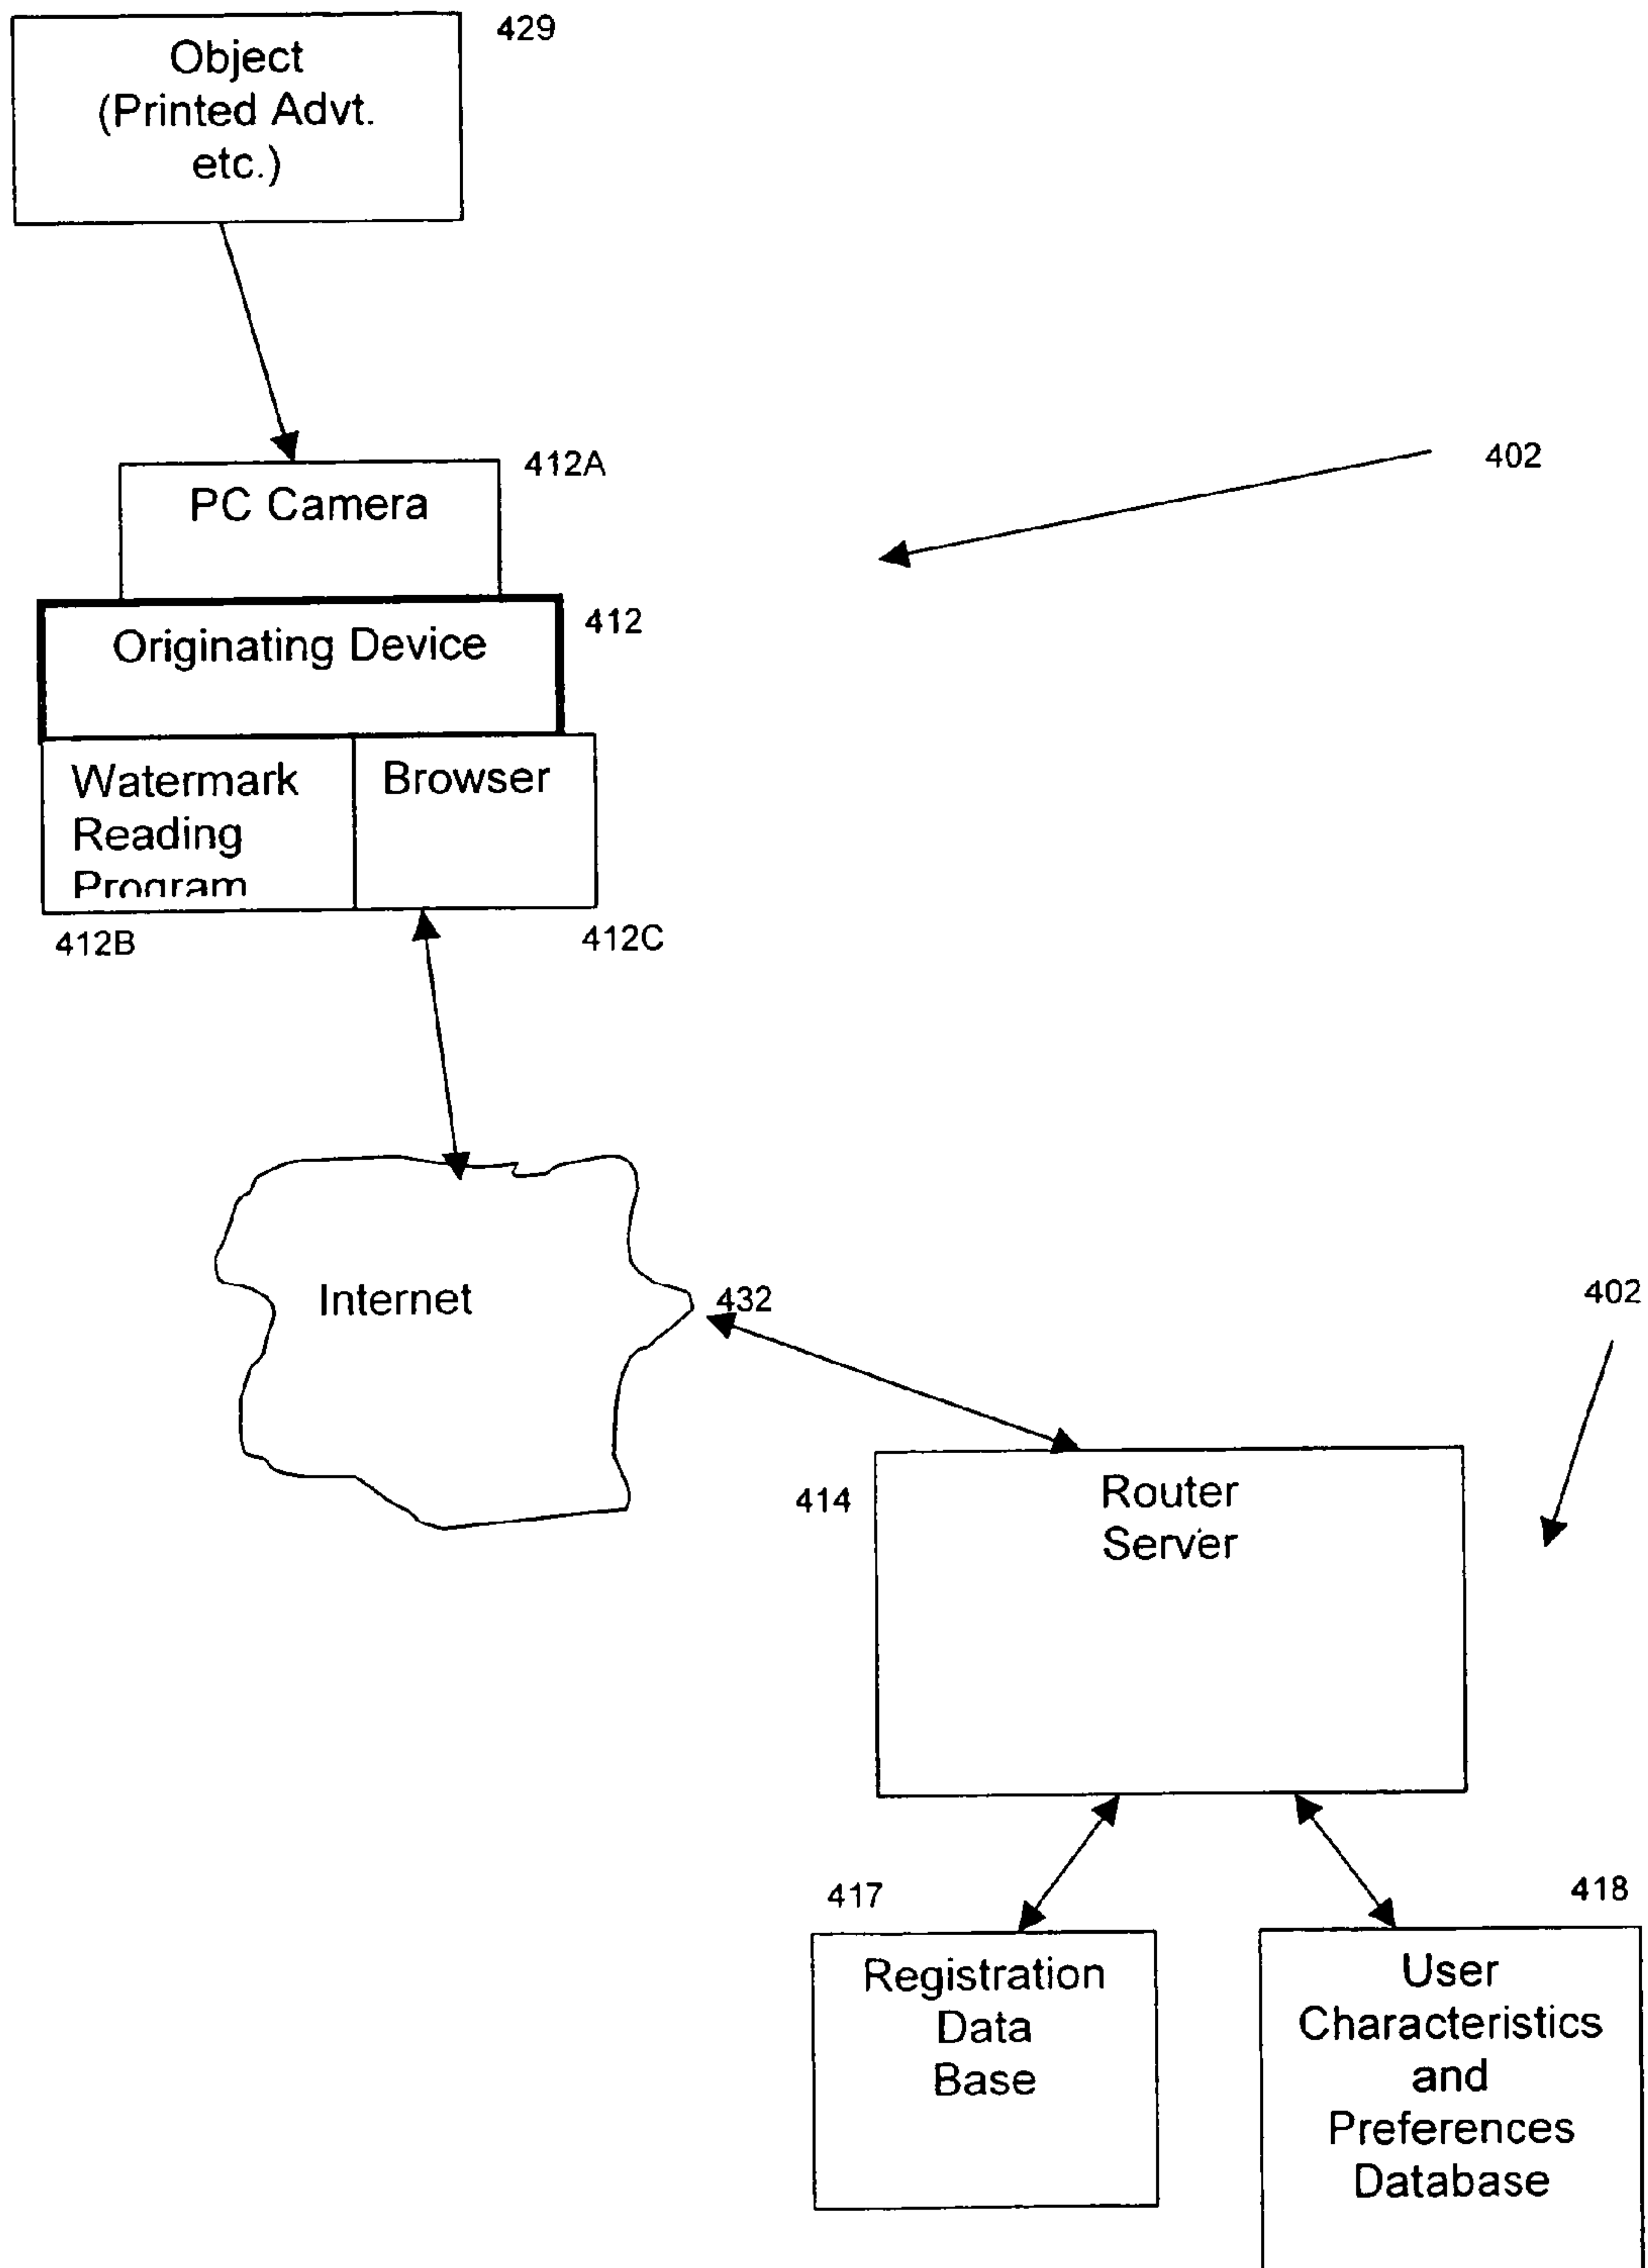 429
Object
(Printed Advt.
etc.)
412A
402
PC Camera
412
Originating Device
Watermark
Reading
Program
Browser
412B
412C
Internet
432
402
414
Router
Server
417
418
Registration
Data
Base
User
Characteristics
and
Preferences
Database